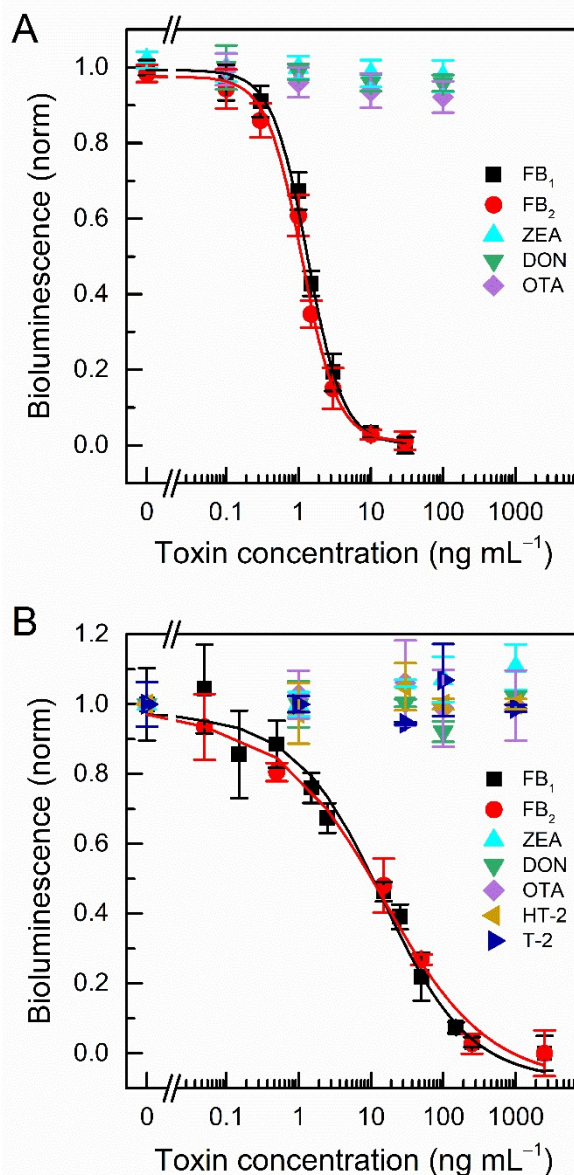 A
Bioluminescence (norm)
1.0
0.8
0.6
0.4
0.2
0.0
FB₁
FB₂
ZEA
DON
OTA
0 0.1 1 10 100 1000
Toxin concentration (ng mL⁻¹)
B
Bioluminescence (norm)
1.2
1.0
0.8
0.6
0.4
0.2
0.0
FB₁
FB₂
ZEA
DON
OTA
HT-2
T-2
0 0.1 1 10 100 1000
Toxin concentration (ng mL⁻¹)